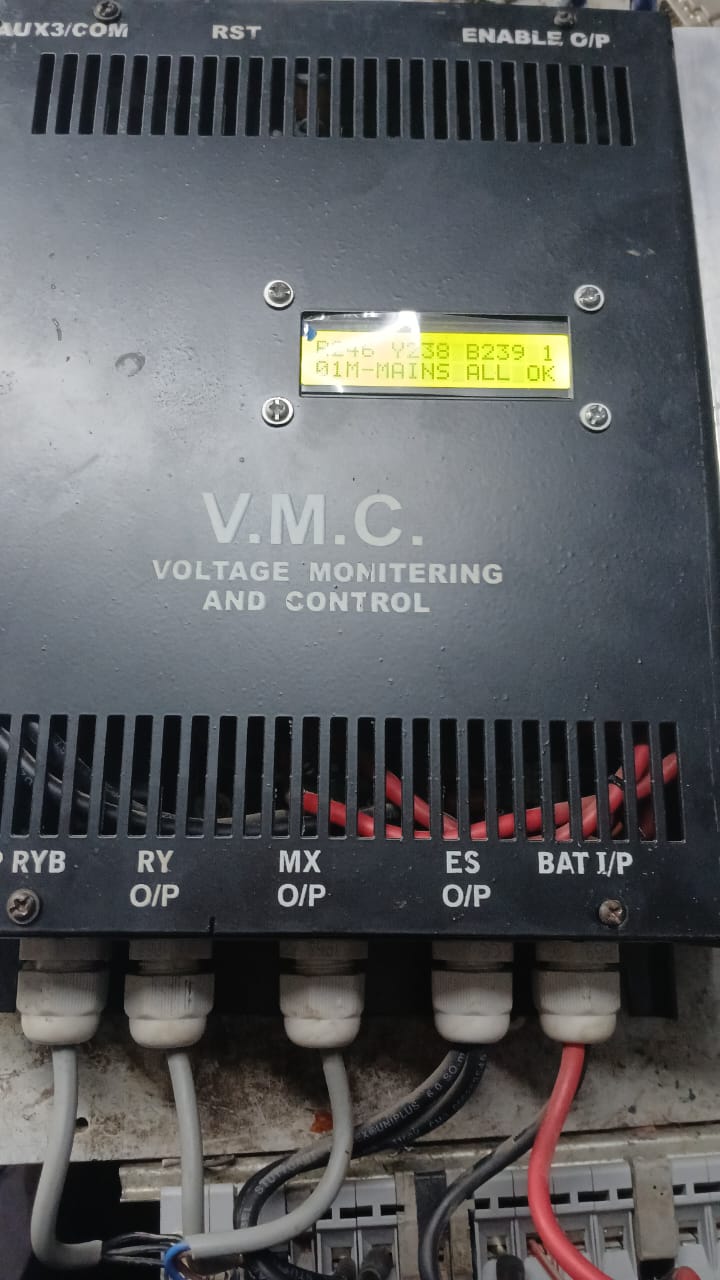 AUX3/COM RST ENABLE O/P
R246 Y238 B239 1
01M-MAINS ALL OK
V.M.C.
VOLTAGE MONITERING
AND CONTROL
RYB RY MX ES BAT I/P
O/P O/P O/P